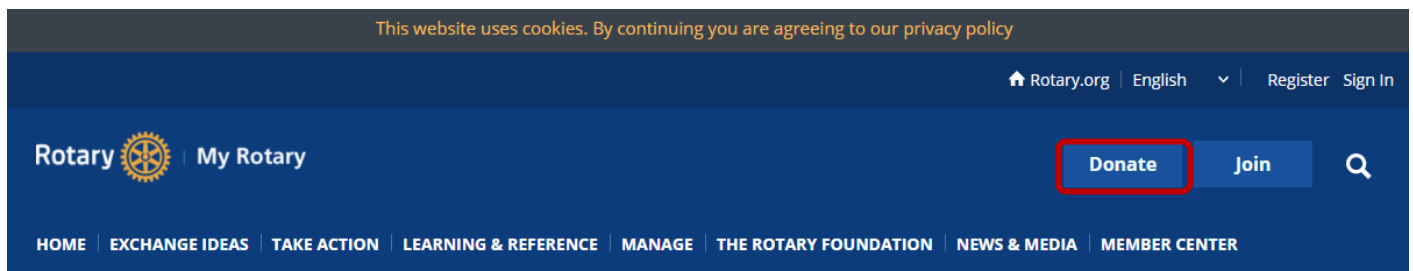 This website uses cookies. By continuing you are agreeing to our privacy policy
Rotary.org English Register Sign In
Rotary My Rotary
Donate Join
HOME EXCHANGE IDEAS TAKE ACTION LEARNING & REFERENCE MANAGE THE ROTARY FOUNDATION NEWS & MEDIA MEMBER CENTER